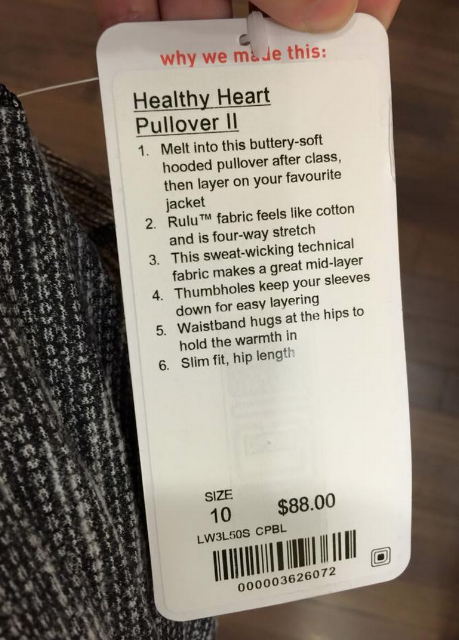 why we made this:
Healthy Heart
Pullover II
1. Melt into this buttery-soft
hooded pullover after class,
then layer on your favourite
jacket
2. Rulu™ fabric feels like cotton
and is four-way stretch
3. This sweat-wicking technical
fabric makes a great mid-layer
4. Thumbholes keep your sleeves
down for easy layering
5. Waistband hugs at the hips to
hold the warmth in
6. Slim fit, hip length
SIZE
10 $88.00
LW3L50S CPBL
000003626072